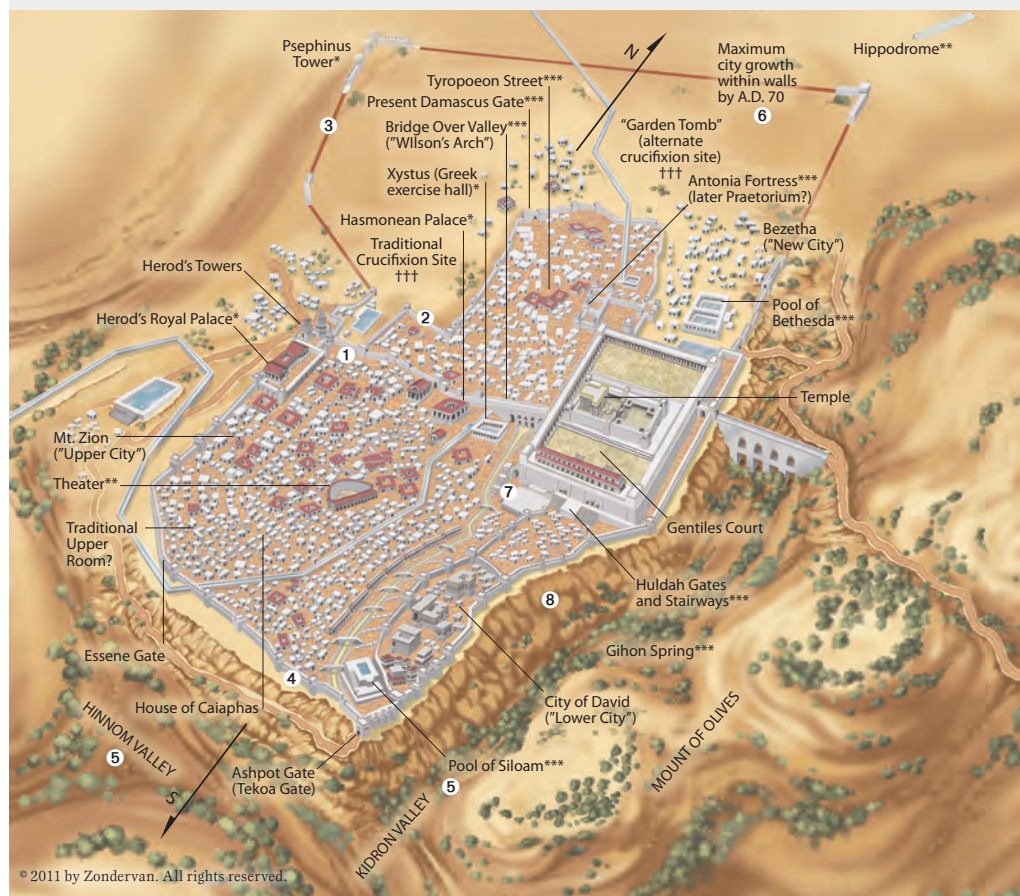 Psephinus
Tower*
N
Maximum
city growth
within walls
by A.D. 70
6
Hippodrome**
Tyropoeon Street***
Present Damascus Gate***
Bridge Over Valley***
("WIlson's Arch")
3
"Garden Tomb"
(alternate
crucifixion site)
†††
Xystus (Greek
exercise hall)*
Antonia Fortress***
(later Praetorium?)
Hasmonean Palace*
Bezetha
("New City")
Traditional
Crucifixion Site
†††
Herod's Towers
Herod's Royal Palace*
2
1
Pool of
Bethesda***
Temple
Mt. Zion
("Upper City")
Theater**
7
Gentiles Court
Traditional
Upper
Room?
Huldah Gates
and Stairways***
8
Gihon Spring***
Essene Gate
4
House of Caiaphas
City of David
("Lower City")
HINNOM VALLEY
5
S
Ashpot Gate
(Tekoa Gate)
Pool of Siloam***
5
KIDRON VALLEY
MOUNT OF OLIVES
© 2011 by Zondervan. All rights reserved.